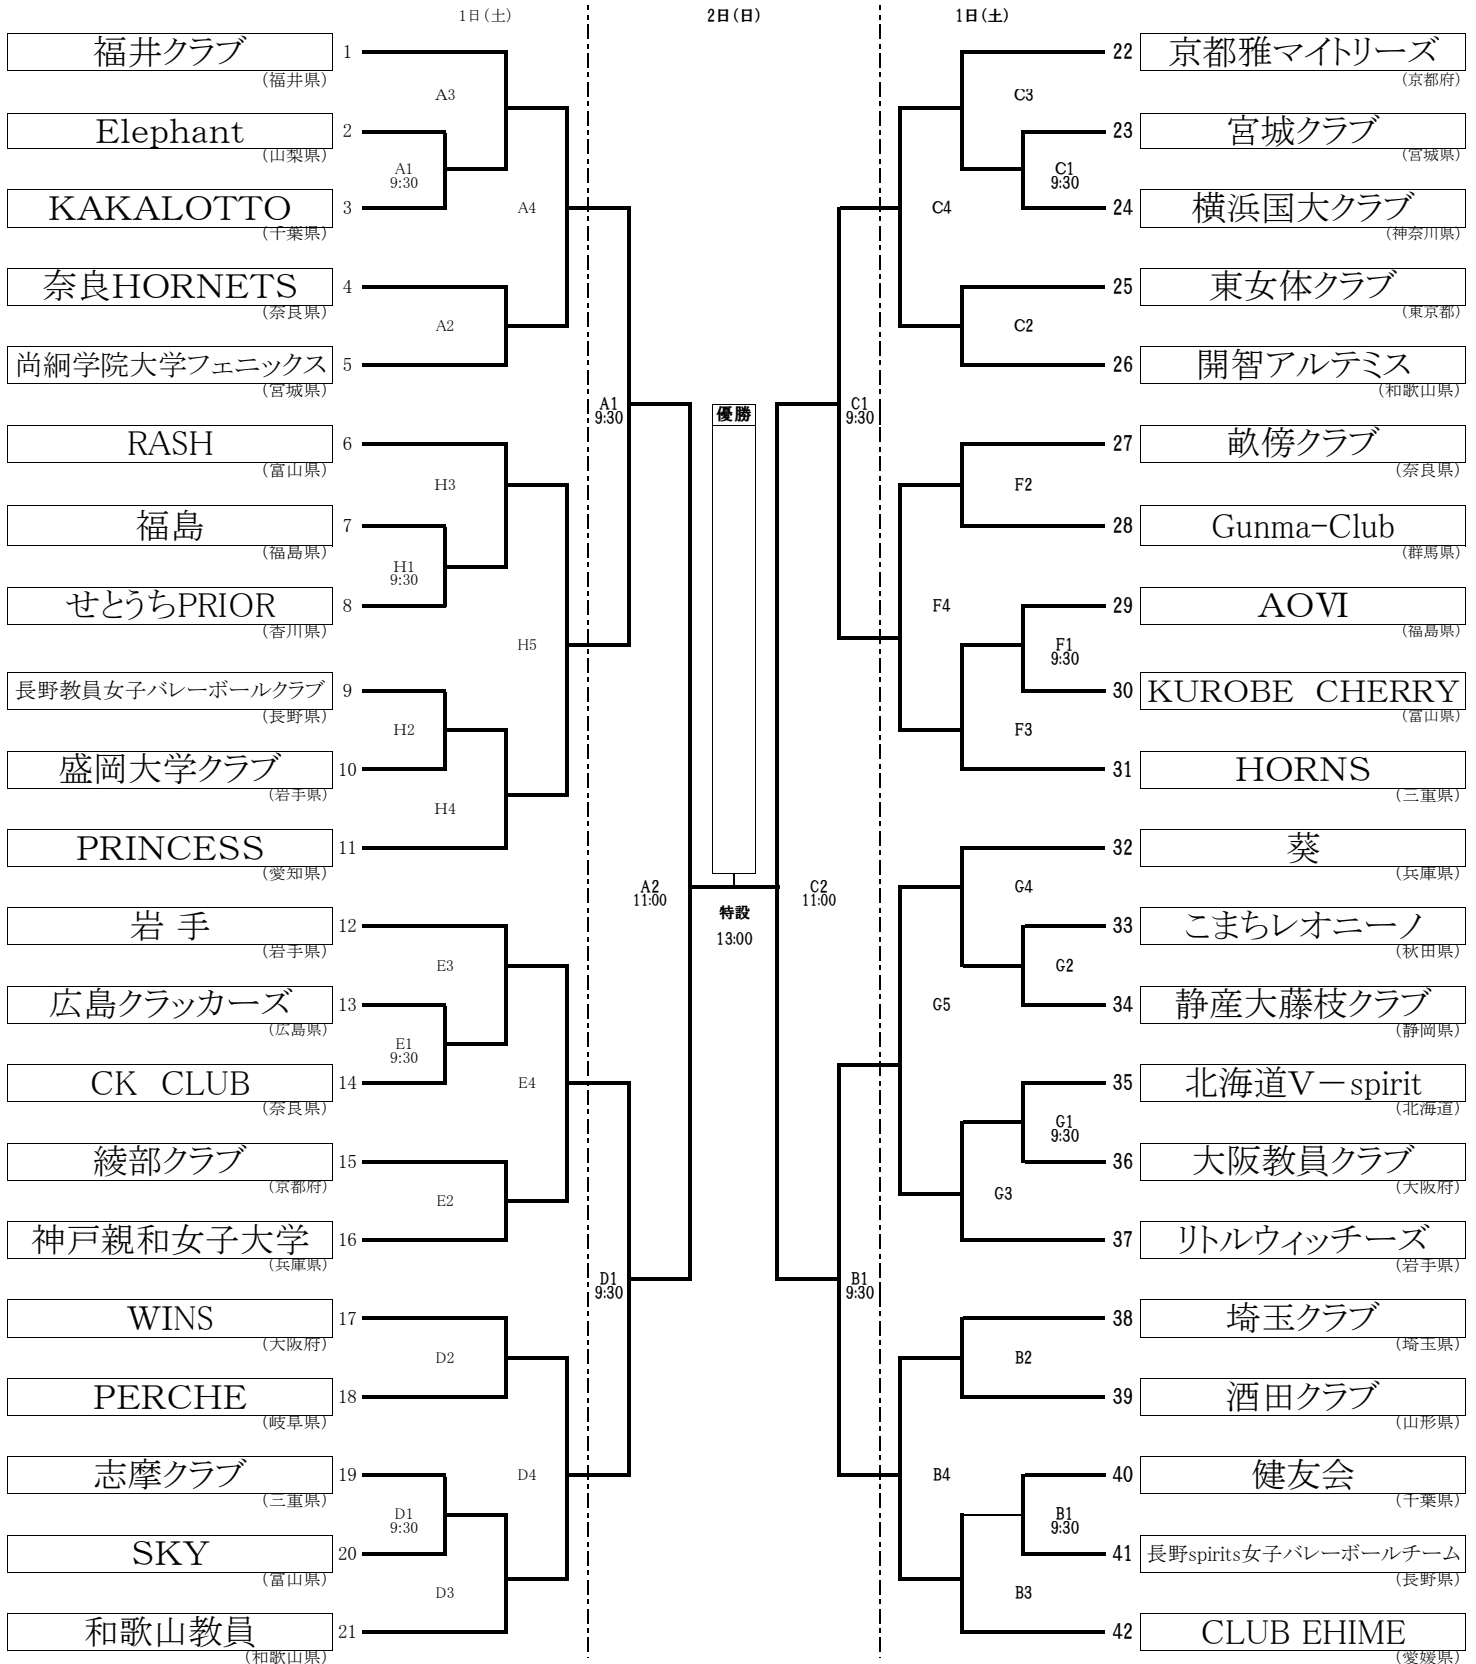 1日(土) 2日(日) 1日(土)
福井クラブ 1
(福井県)
A3
Elephant 2
(山梨県)
A1
9:30
KAKALOTTO 3
(千葉県)
A4
奈良HORNETS 4
(奈良県)
A2
尚絅学院大学フェニックス 5
(宮城県)
A1
9:30
RASH 6
(富山県)
H3
福島 7
(福島県)
H1
9:30
せとうちPRIOR 8
(香川県)
H5
長野教員女子バレーボールクラブ 9
(長野県)
H2
盛岡大学クラブ 10
(岩手県)
H4
PRINCESS 11
(愛知県)
A2
11:00
岩 手 12
(岩手県)
E3
広島クラッカーズ 13
(広島県)
E1
9:30
CK CLUB 14
(奈良県)
E4
綾部クラブ 15
(京都府)
E2
神戸親和女子大学 16
(兵庫県)
D1
9:30
WINS 17
(大阪府)
D2
PERCHE 18
(岐阜県)
志摩クラブ 19
(三重県)
D4
D1
9:30
SKY 20
(富山県)
D3
和歌山教員 21
(和歌山県)
優勝
特設
13:00
22 京都雅マイトリーズ
(京都府)
C3
23 宮城クラブ
(宮城県)
C1
9:30
24 横浜国大クラブ
(神奈川県)
C4
25 東女体クラブ
(東京都)
C2
26 開智アルテミス
(和歌山県)
C1
9:30
27 畝傍クラブ
(奈良県)
F2
28 Gunma-Club
(群馬県)
29 AOVI
(福島県)
F4
F1
9:30
30 KUROBE CHERRY
(富山県)
F3
31 HORNS
(三重県)
32 葵
(兵庫県)
G4
C2
11:00
33 こまちレオニーノ
(秋田県)
G2
34 静産大藤枝クラブ
(静岡県)
G5
35 北海道V-spirit
(北海道)
G1
9:30
36 大阪教員クラブ
(大阪府)
G3
37 リトルウィッチーズ
(岩手県)
B1
9:30
38 埼玉クラブ
(埼玉県)
B2
39 酒田クラブ
(山形県)
40 健友会
(千葉県)
B4
B1
9:30
41 長野spirits女子バレーボールチーム
(長野県)
B3
42 CLUB EHIME
(愛媛県)